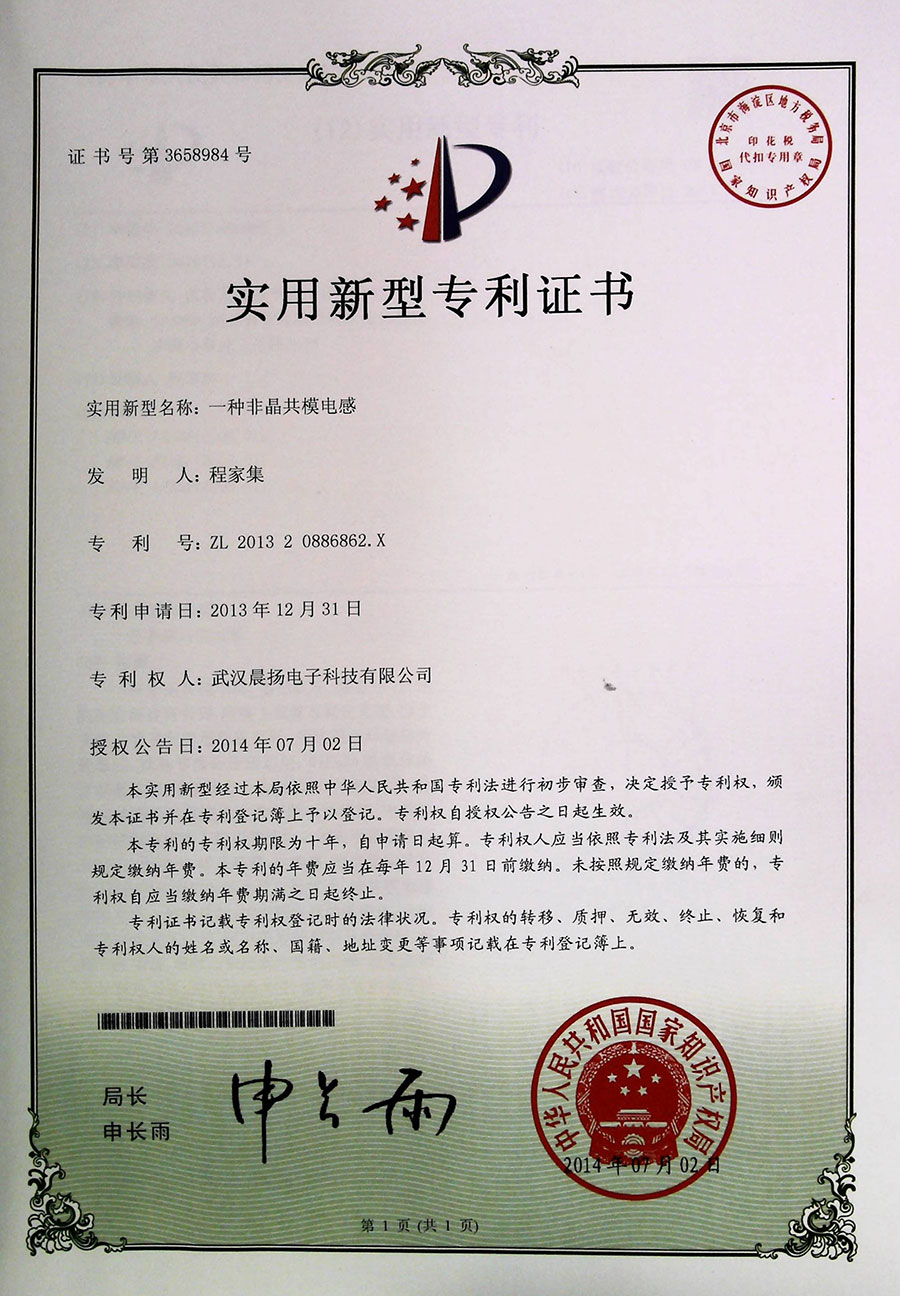 证书号第3658984号
北京市海淀区地方税务局
印花税
代扣专用章
国家知识产权局
实用新型专利证书
实用新型名称：一种非晶共模电感
发明人：程家集
专利号：ZL 2013 2 0886862.X
专利申请日：2013年12月31日
专利权人：武汉晨扬电子科技有限公司
授权公告日：2014年07月02日
本实用新型经过本局依照中华人民共和国专利法进行初步审查，决定授予专利权，颁
发本证书并在专利登记簿上予以登记。专利权自授权公告之日起生效。
本专利的专利权期限为十年，自申请日起算。专利权人应当依照专利法及其实施细则
规定缴纳年费。本专利的年费应当在每年12月31日前缴纳。未按照规定缴纳年费的，专
利权自应当缴纳年费期满之日起终止。
专利证书记载专利权登记时的法律状况。专利权的转移、质押、无效、终止、恢复和
专利权人的姓名或名称、国籍、地址变更等事项记载在专利登记簿上。
局长
申长雨
申长雨
中华人民共和国国家知识产权局
2014年07月02日
第1页(共1页)